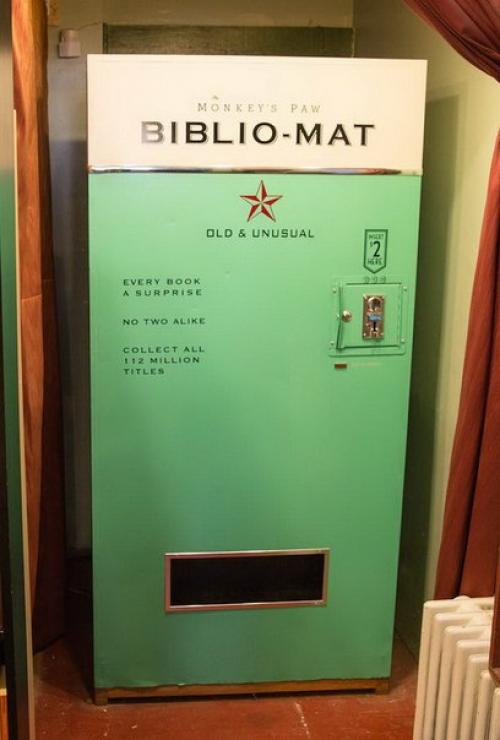 MONKEY'S PAW
BIBLIO-MAT
OLD & UNUSUAL
INSERT
$2
HERE
EVERY BOOK
A SURPRISE
NO TWO ALIKE
COLLECT ALL
112 MILLION
TITLES